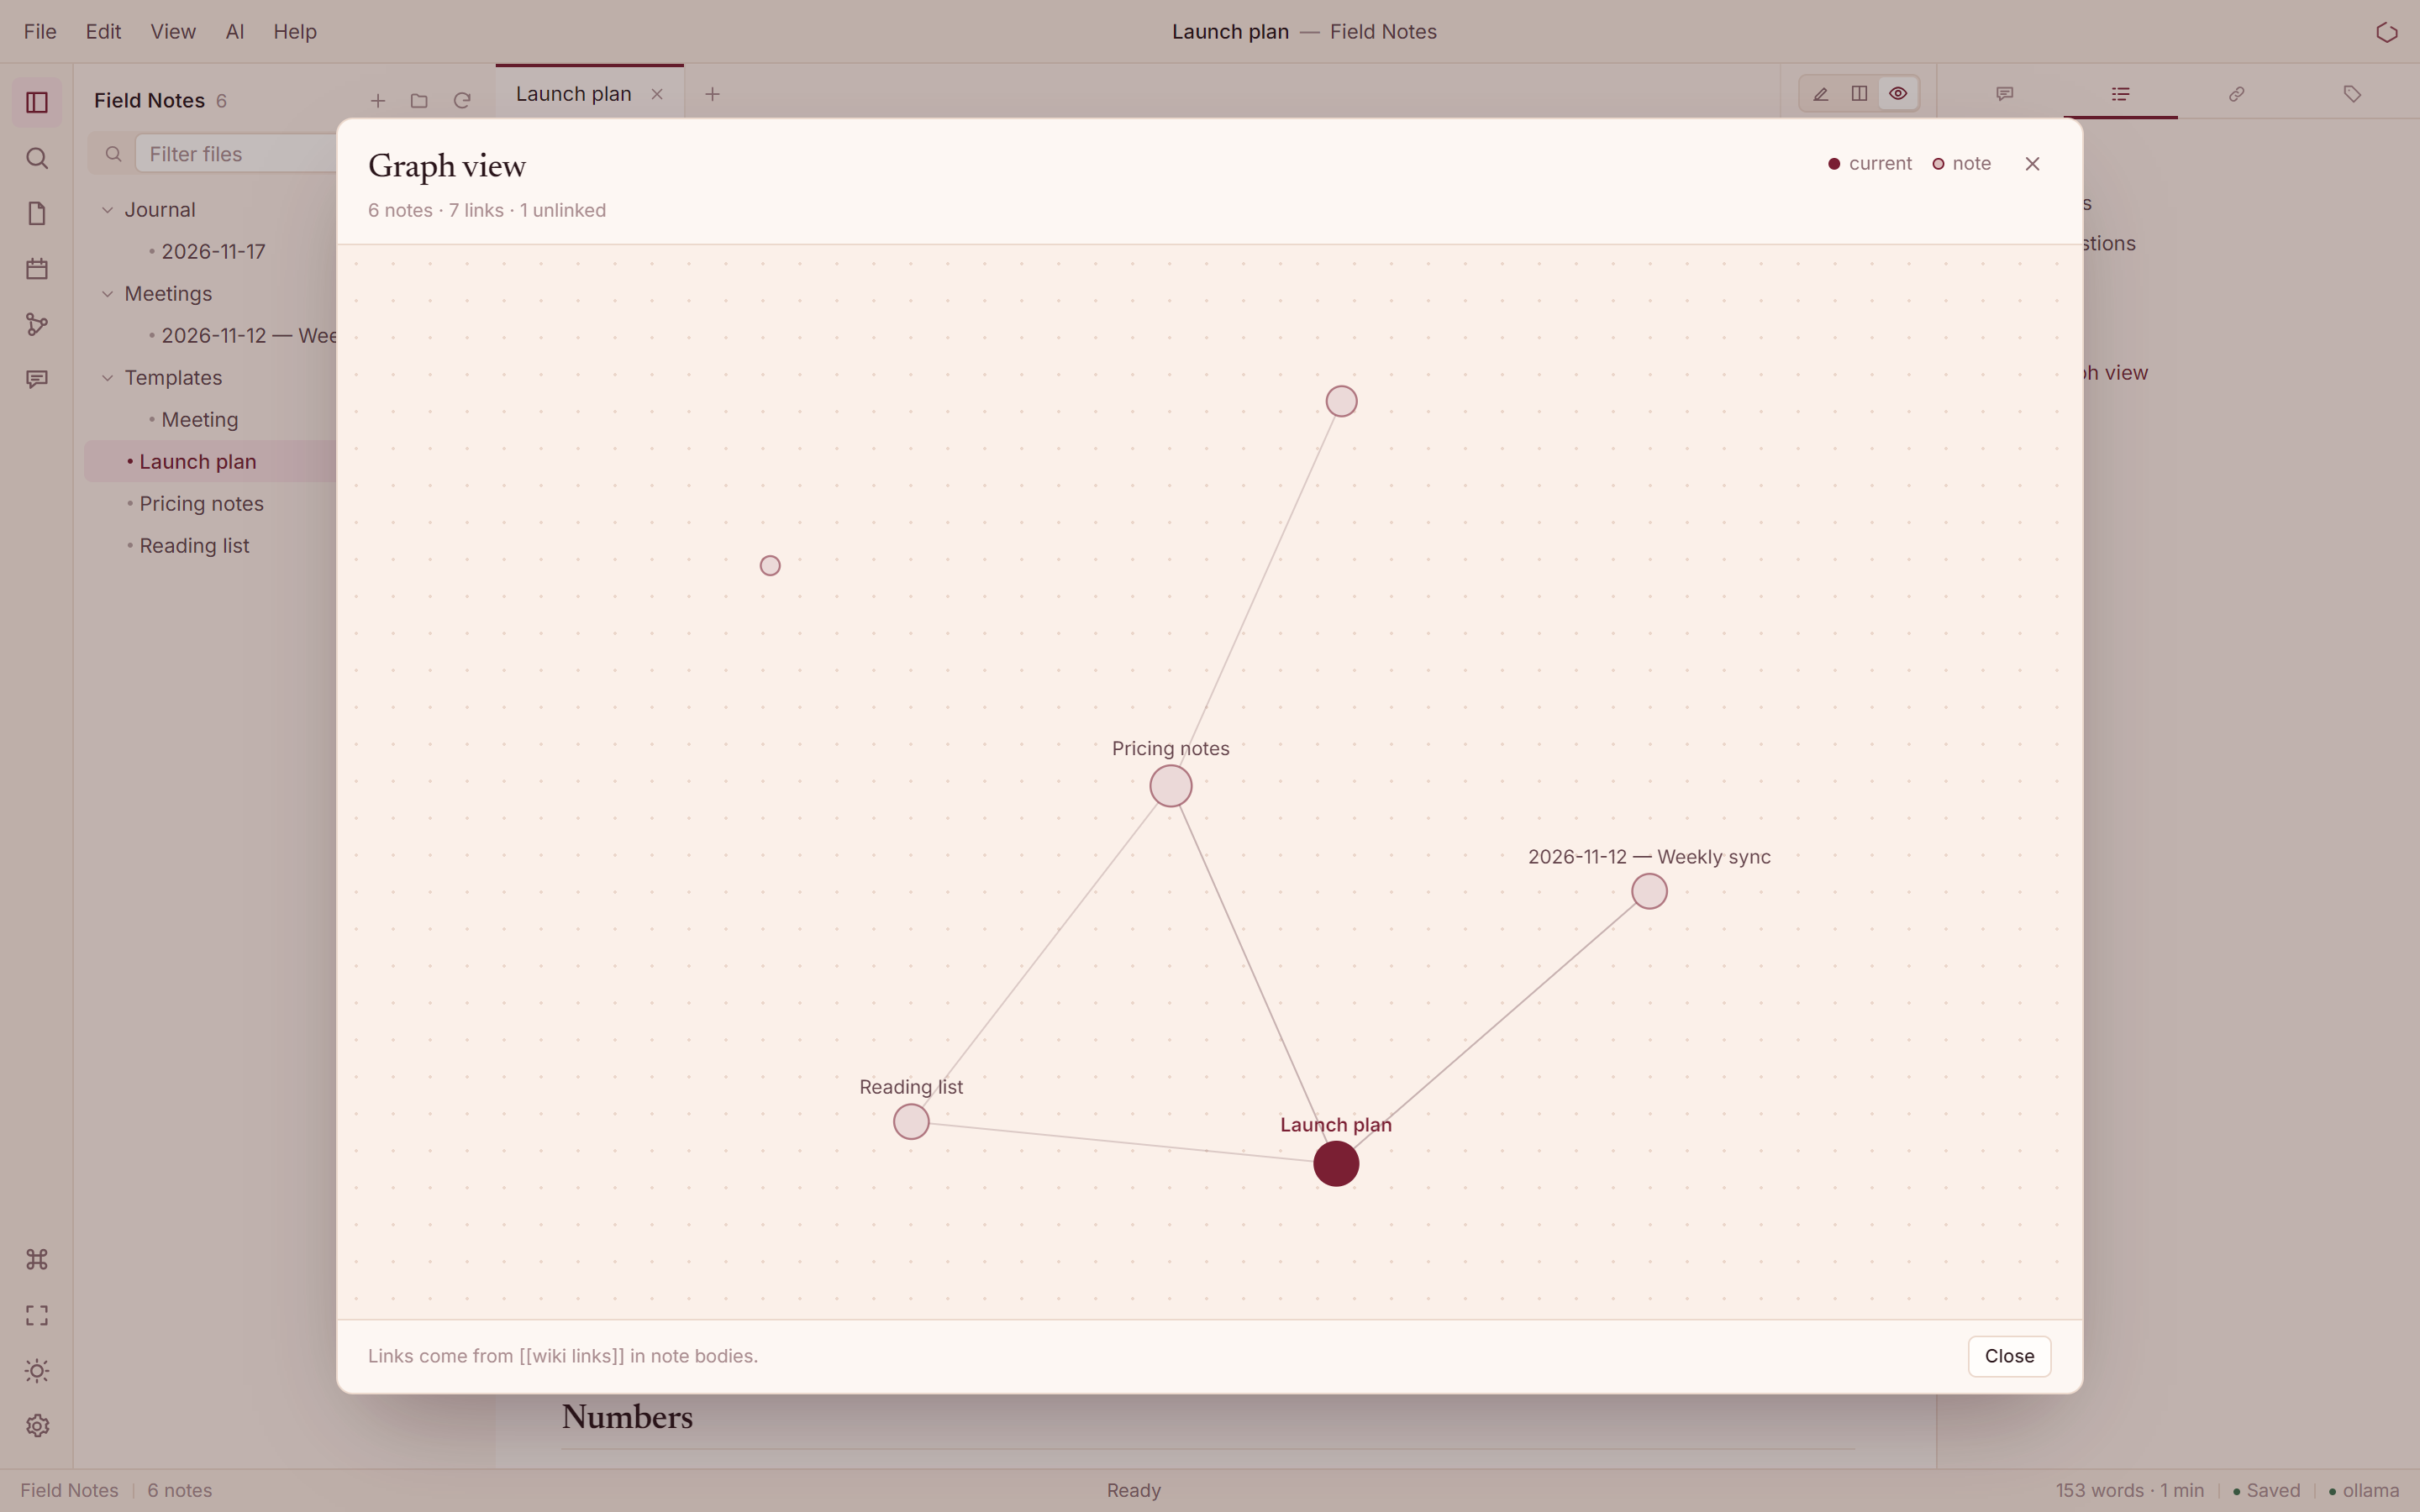 File Edit View AI Help
Launch plan — Field Notes
Field Notes 6
Launch plan
Filter files
Journal
2026-11-17
Meetings
2026-11-12 — Wee
Templates
Meeting
Launch plan
Pricing notes
Reading list
Graph view
current
note
6 notes · 7 links · 1 unlinked
s
stions
ph view
Pricing notes
2026-11-12 — Weekly sync
Reading list
Launch plan
Links come from [[wiki links]] in note bodies.
Close
Numbers
Field Notes
6 notes
Ready
153 words · 1 min
Saved
ollama